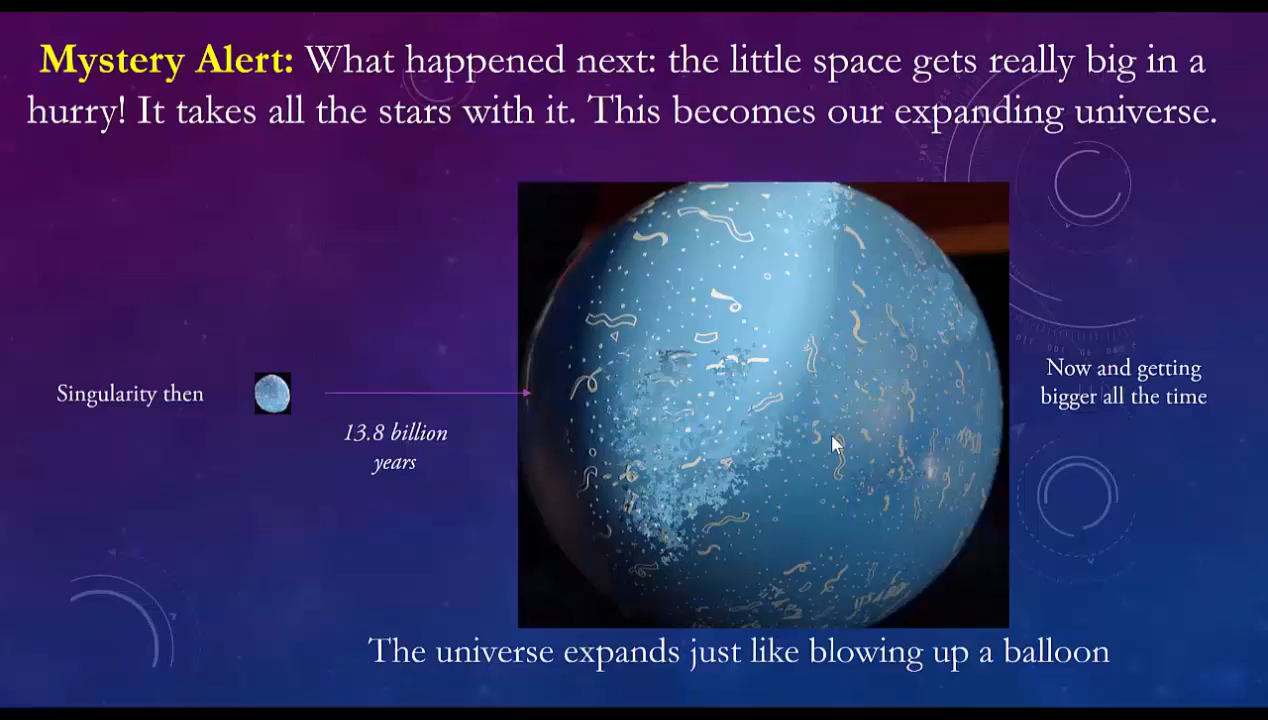 Mystery Alert: What happened next: the little space gets really big in a
hurry! It takes all the stars with it. This becomes our expanding universe.
Singularity then
13.8 billion
years
Now and getting
bigger all the time
The universe expands just like blowing up a balloon